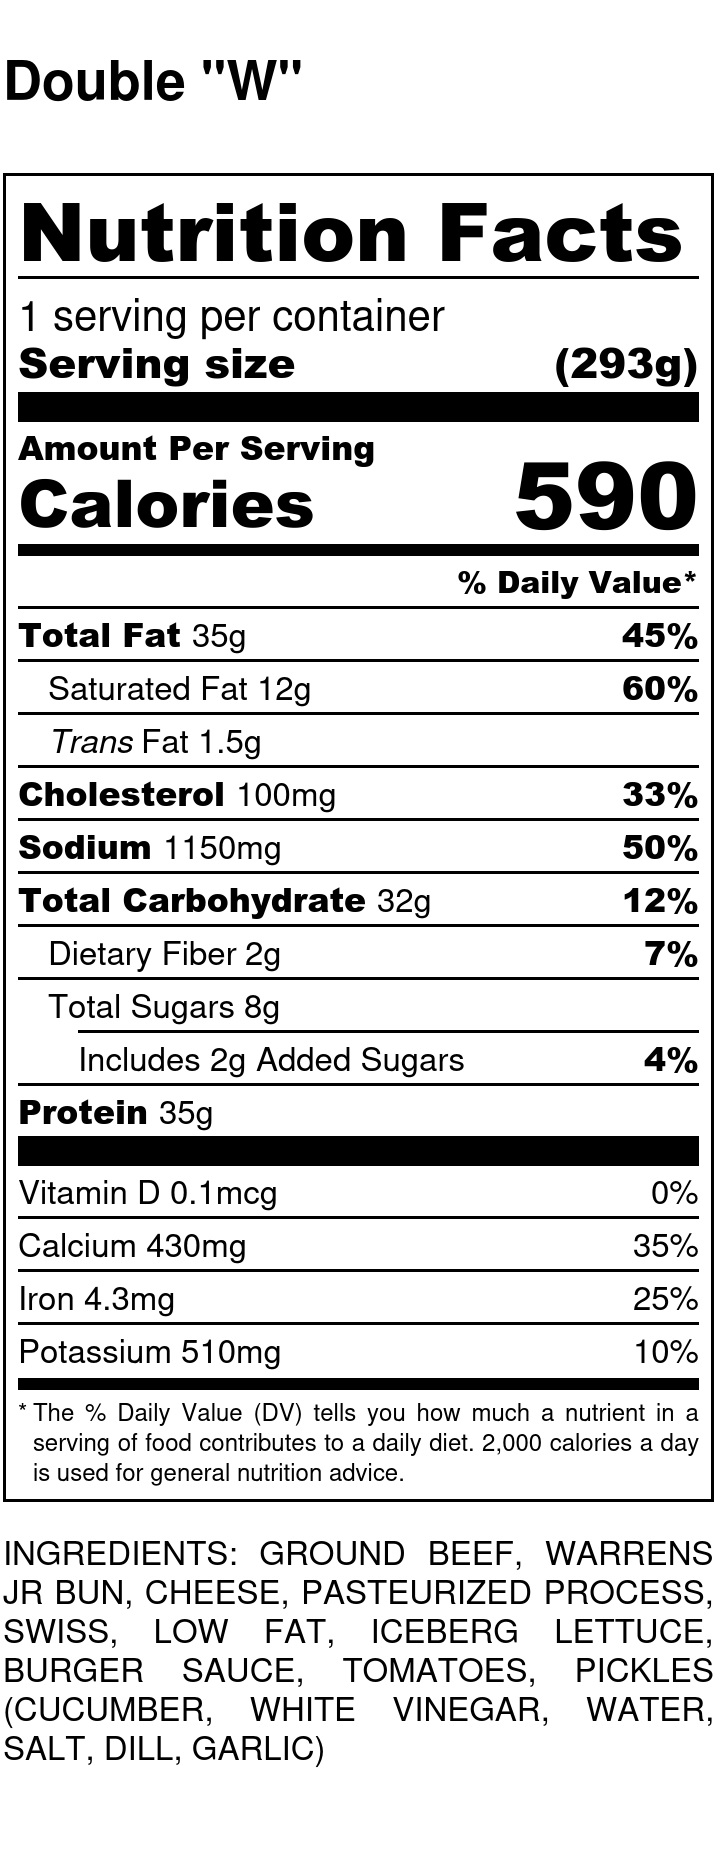 Double "W"
Nutrition Facts
1 serving per container
Serving size (293g)
Amount Per Serving
Calories 590
% Daily Value*
Total Fat 35g 45%
Saturated Fat 12g 60%
Trans Fat 1.5g
Cholesterol 100mg 33%
Sodium 1150mg 50%
Total Carbohydrate 32g 12%
Dietary Fiber 2g 7%
Total Sugars 8g
Includes 2g Added Sugars 4%
Protein 35g
Vitamin D 0.1mcg 0%
Calcium 430mg 35%
Iron 4.3mg 25%
Potassium 510mg 10%
* The % Daily Value (DV) tells you how much a nutrient in a
serving of food contributes to a daily diet. 2,000 calories a day
is used for general nutrition advice.
INGREDIENTS: GROUND BEEF, WARRENS
JR BUN, CHEESE, PASTEURIZED PROCESS,
SWISS, LOW FAT, ICEBERG LETTUCE,
BURGER SAUCE, TOMATOES, PICKLES
(CUCUMBER, WHITE VINEGAR, WATER,
SALT, DILL, GARLIC)